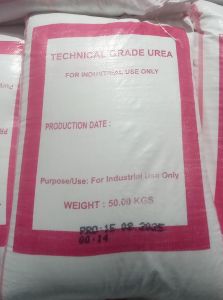 TECHNICAL GRADE UREA
FOR INDUSTRIAL USE ONLY
PRODUCTION DATE :
Purpose/Use: For Industrial Use Only
WEIGHT : 50.00 KGS
PRO:15 08 2025
00:14